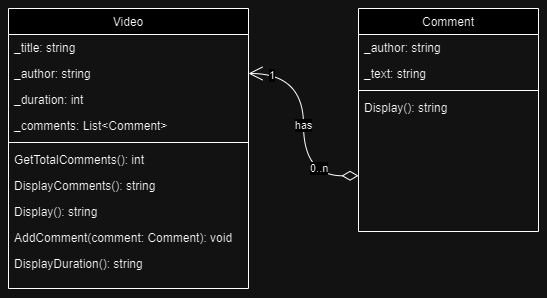 Video
_title: string
_author: string
_duration: int
_comments: List<Comment>
GetTotalComments(): int
DisplayComments(): string
Display(): string
AddComment(comment: Comment): void
DisplayDuration(): string
1
has
0..n
Comment
_author: string
_text: string
Display(): string